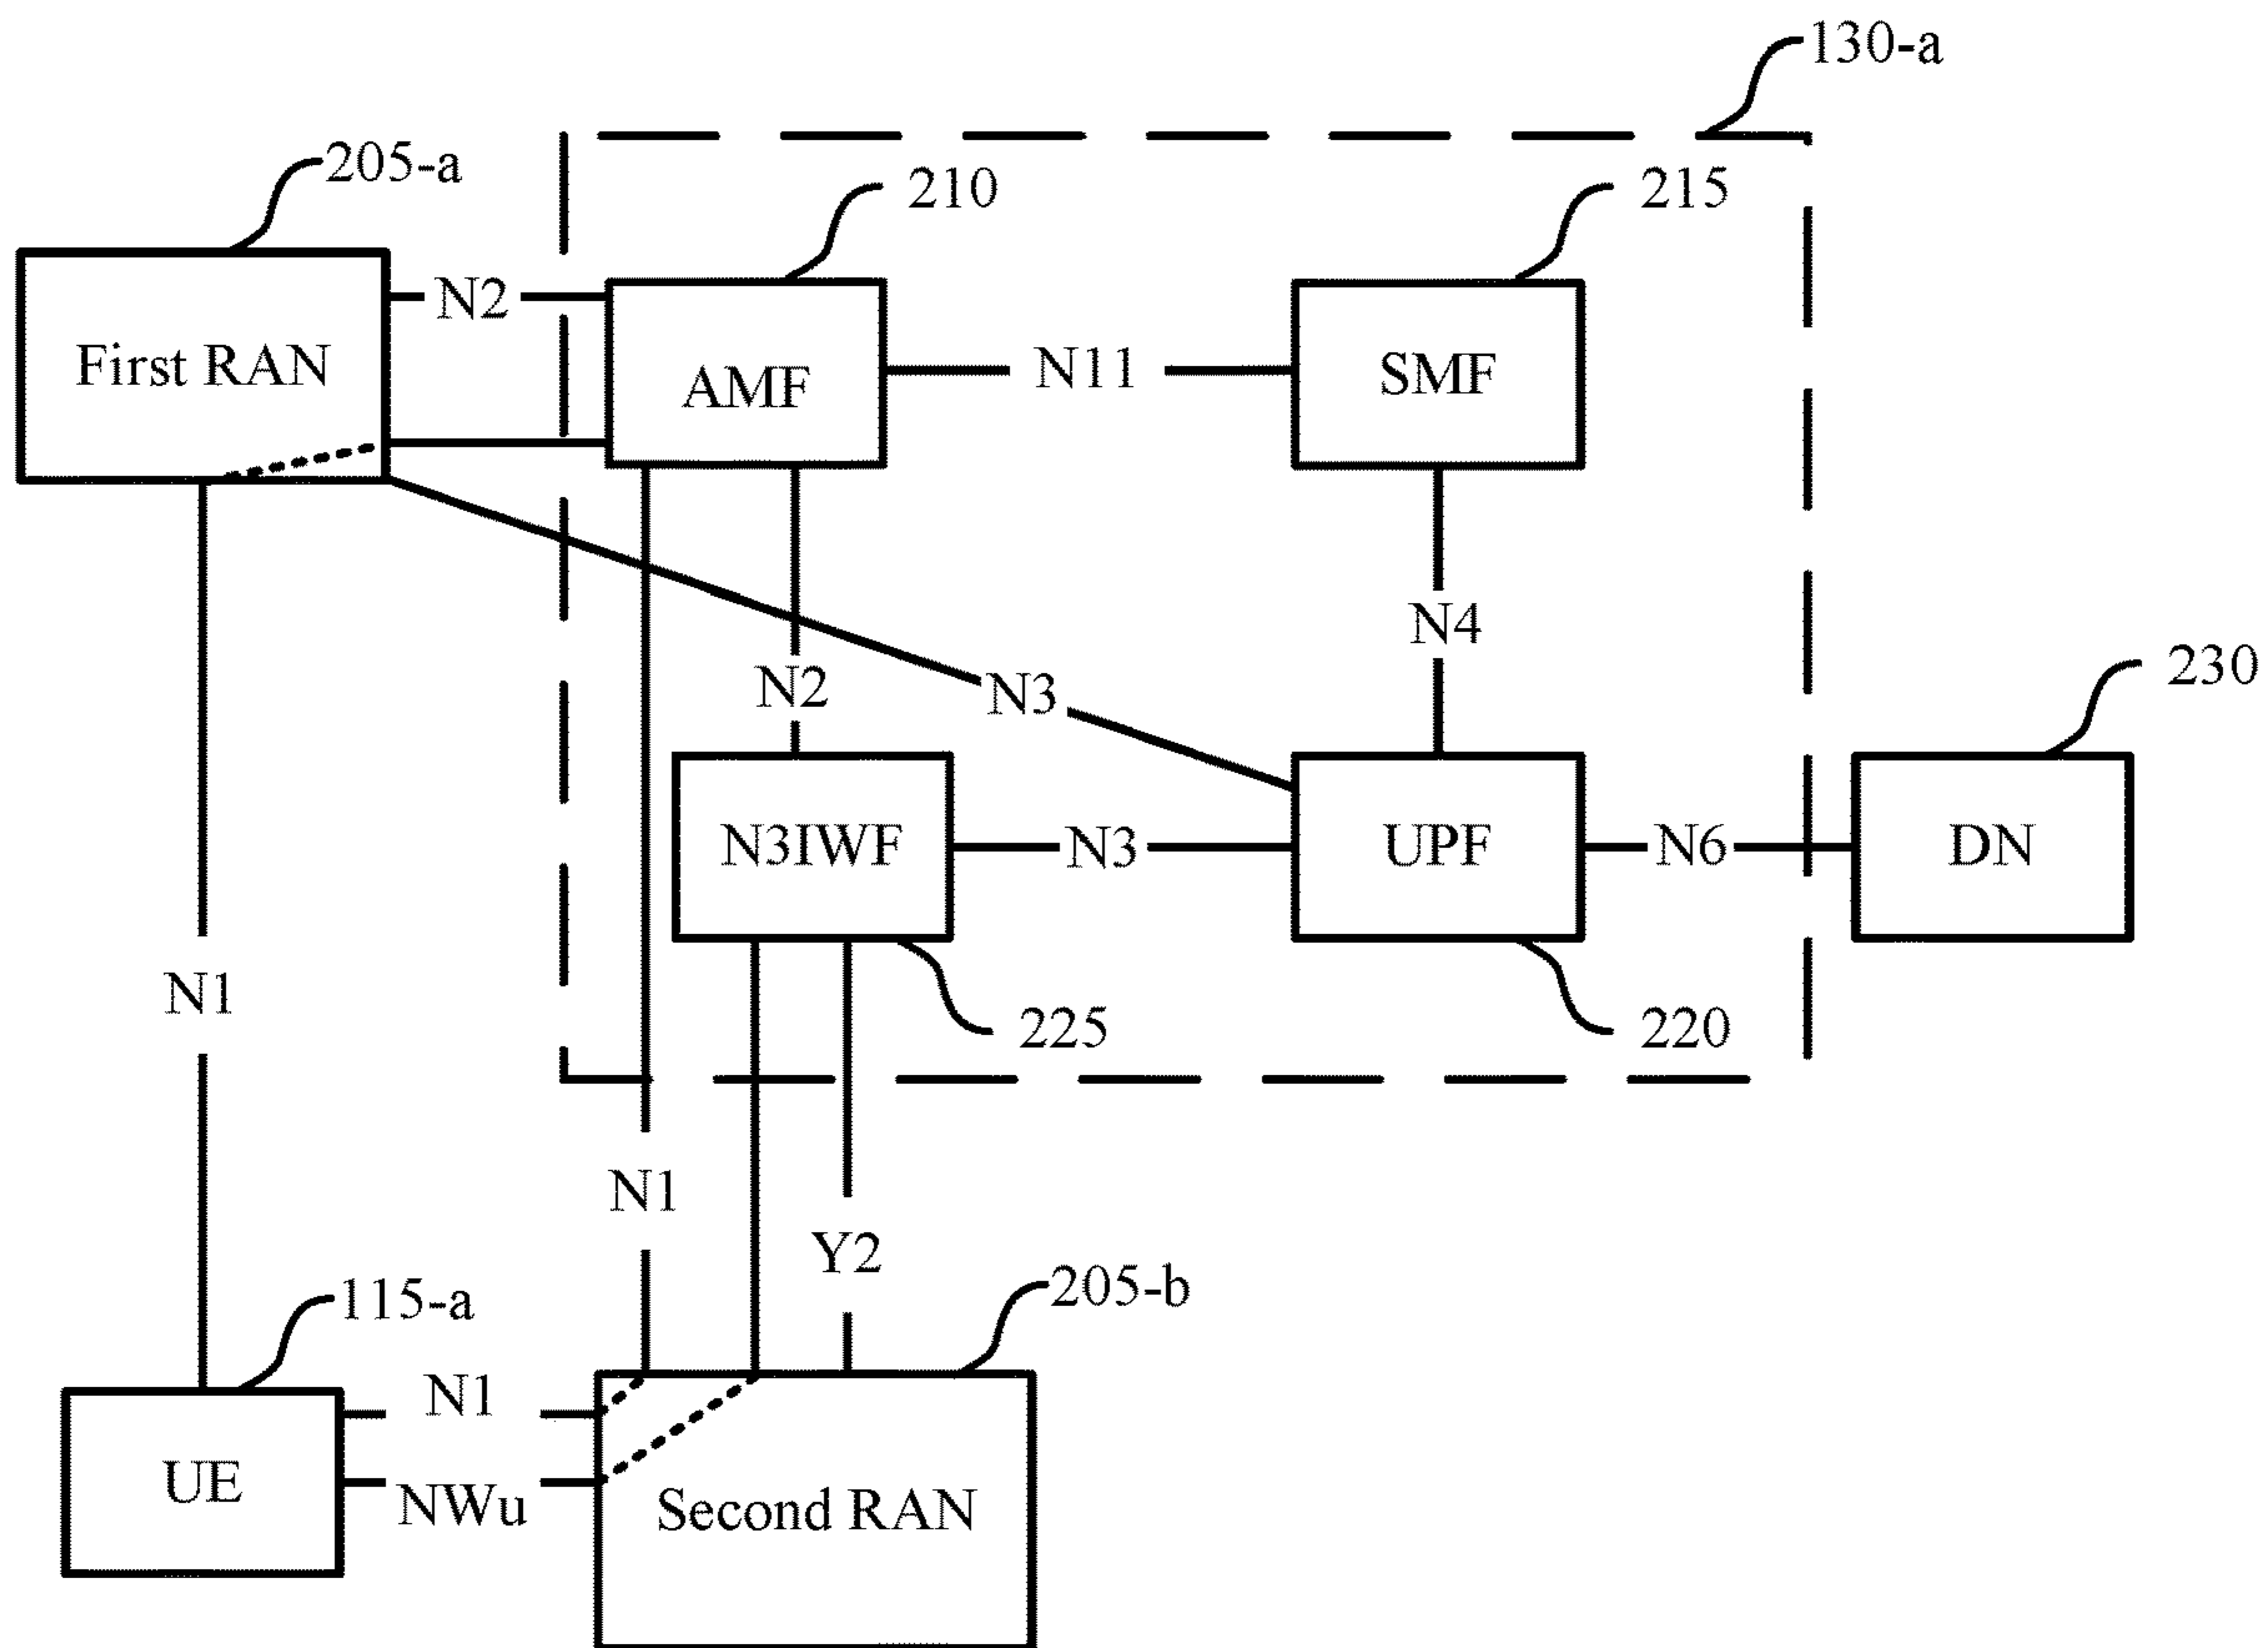 130-a
205-a
210
215
First RAN
N2
AMF
N11
SMF
N4
N2
N3
230
N3IWF
N3
UPF
N6
DN
N1
225
220
N1
Y2
115-a
205-b
N1
UE
NWu
Second RAN